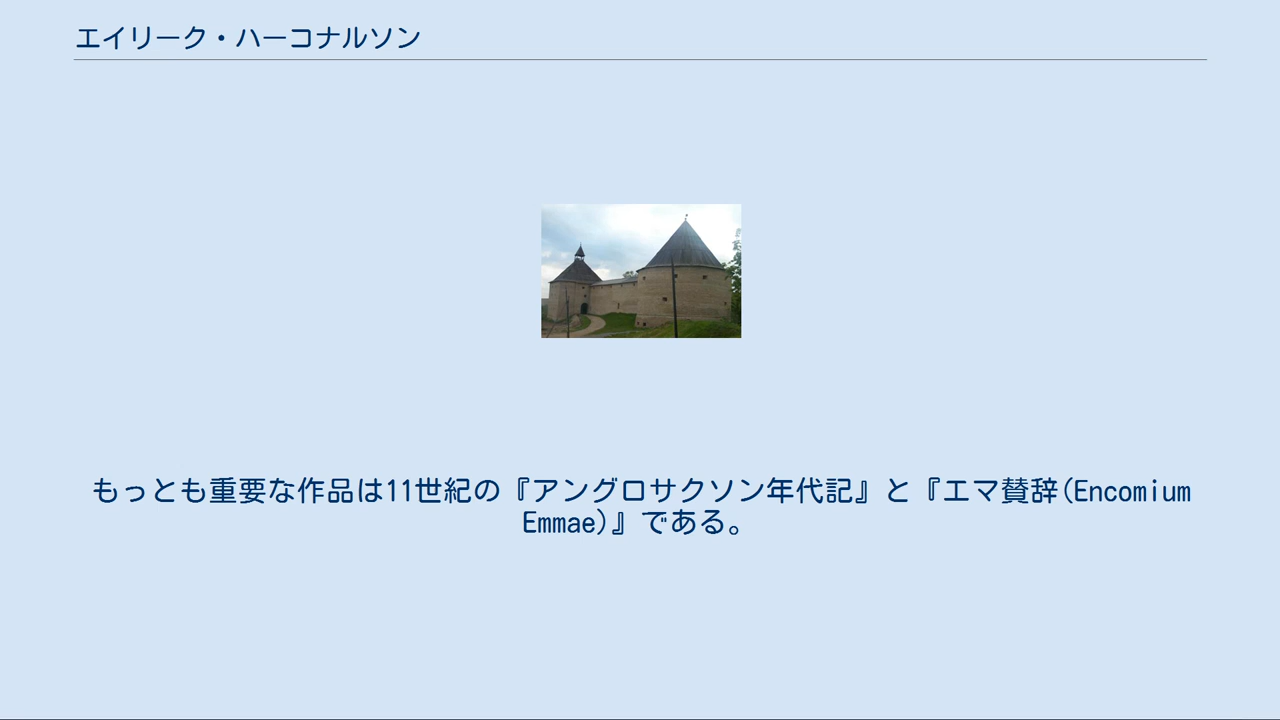 エイリーク・ハーコナルソン
もっとも重要な作品は11世紀の『アングロサクソン年代記』と『エマ賛辞(Encomium
Emmae)』である。